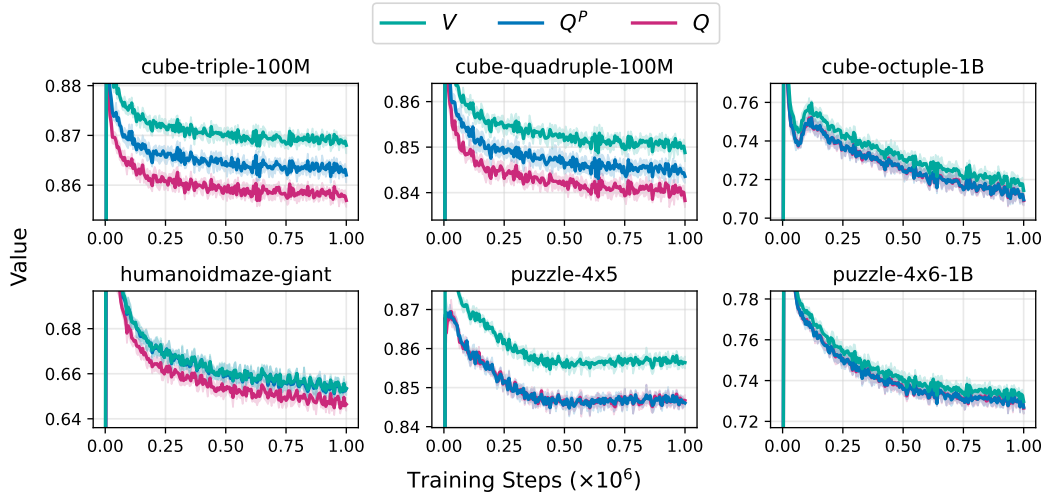 V Q^P Q
cube-triple-100M cube-quadruple-100M cube-octuple-1B
0.88 0.87 0.86
0.86 0.85 0.84
0.76 0.74 0.72 0.70
0.00 0.25 0.50 0.75 1.00
0.00 0.25 0.50 0.75 1.00
0.00 0.25 0.50 0.75 1.00
Value
humanoidmaze-giant puzzle-4x5 puzzle-4x6-1B
0.68 0.66 0.64
0.87 0.86 0.85 0.84
0.78 0.76 0.74 0.72
0.00 0.25 0.50 0.75 1.00
0.00 0.25 0.50 0.75 1.00
0.00 0.25 0.50 0.75 1.00
Training Steps (×10^6)